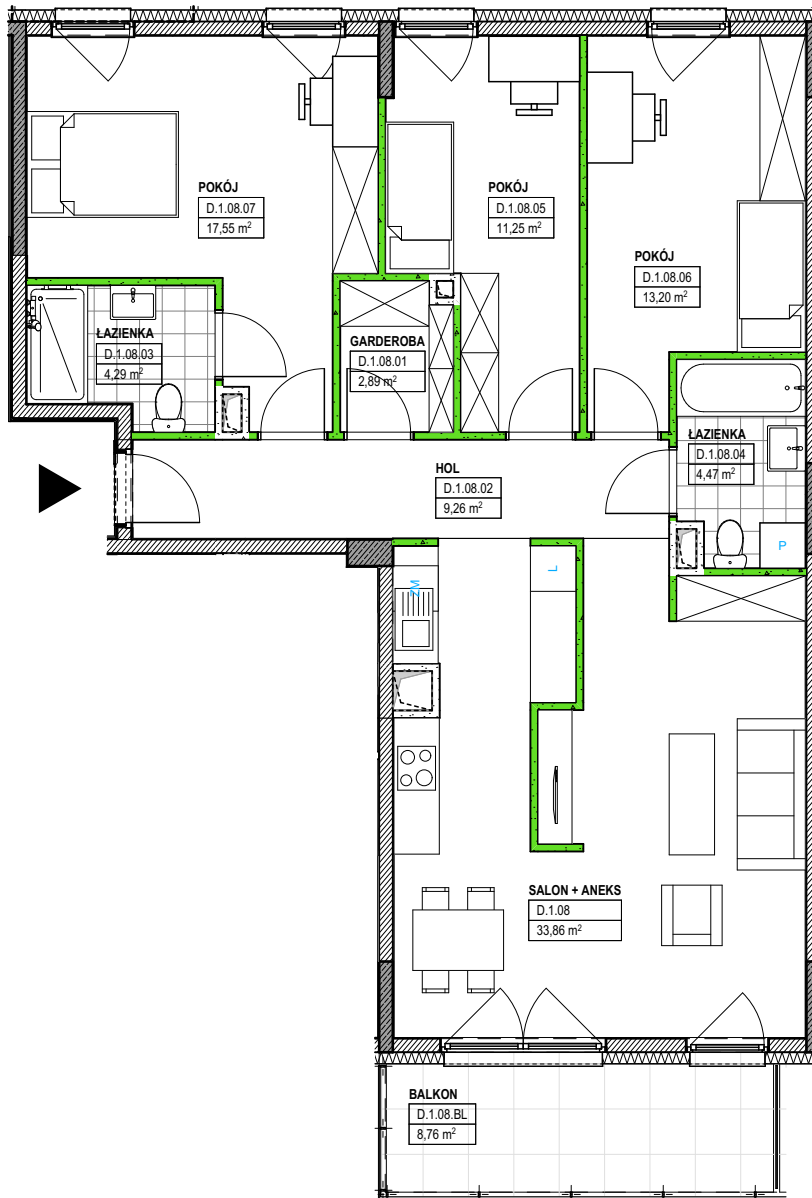 POKÓJ
D.1.08.07
17,55 m²
POKÓJ
D.1.08.05
11,25 m²
POKÓJ
D.1.08.06
13,20 m²
ŁAZIENKA
D.1.08.03
4,29 m²
GARDEROBA
D.1.08.01
2,89 m²
ŁAZIENKA
D.1.08.04
4,47 m²
HOL
D.1.08.02
9,26 m²
P
ZM
L
SALON + ANEKS
D.1.08
33,86 m²
BALKON
D.1.08.BL
8,76 m²